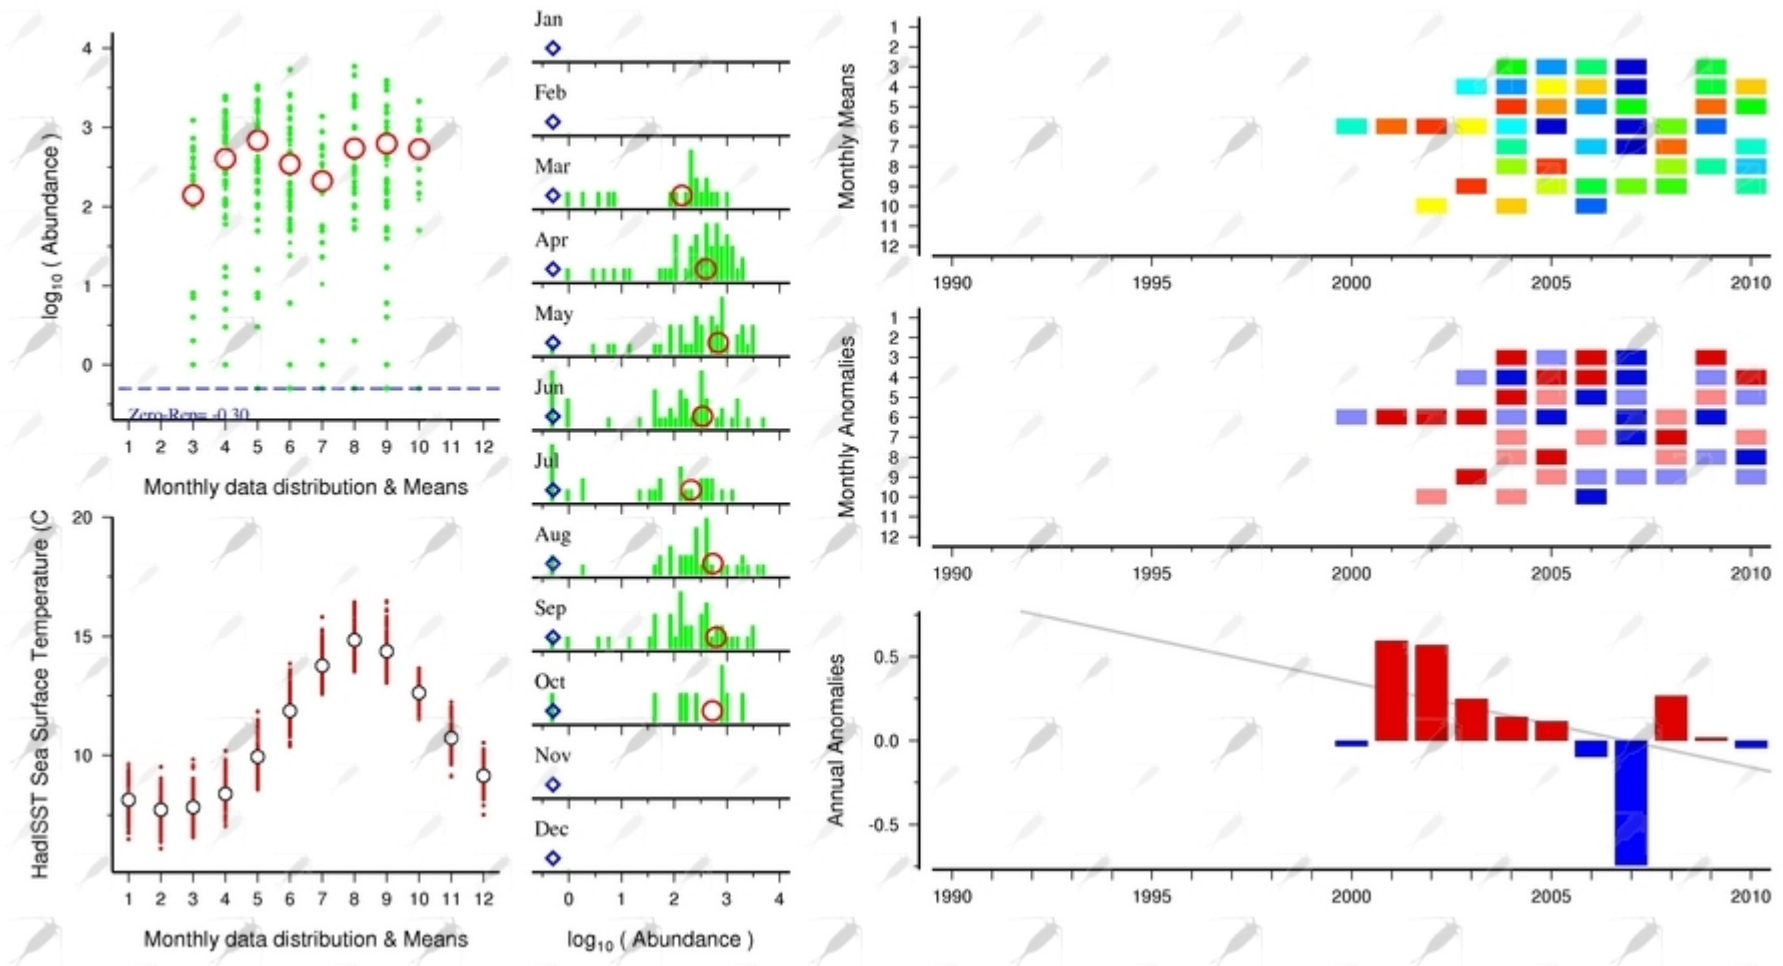 4
3
2
1
0
log10 ( Abundance )
Zero-Rep= -0.30
1 2 3 4 5 6 7 8 9 10 11 12
Monthly data distribution & Means
20
15
10
HadISST Sea Surface Temperature (C
1 2 3 4 5 6 7 8 9 10 11 12
Monthly data distribution & Means
Jan
Feb
Mar
Apr
May
Jun
Jul
Aug
Sep
Oct
Nov
Dec
0 1 2 3 4
log10 ( Abundance )
Monthly Means
1
2
3
4
5
6
7
8
9
10
11
12
1990 1995 2000 2005 2010
Monthly Anomalies
1
2
3
4
5
6
7
8
9
10
11
12
1990 1995 2000 2005 2010
Annual Anomalies
0.5
0.0
-0.5
1990 1995 2000 2005 2010